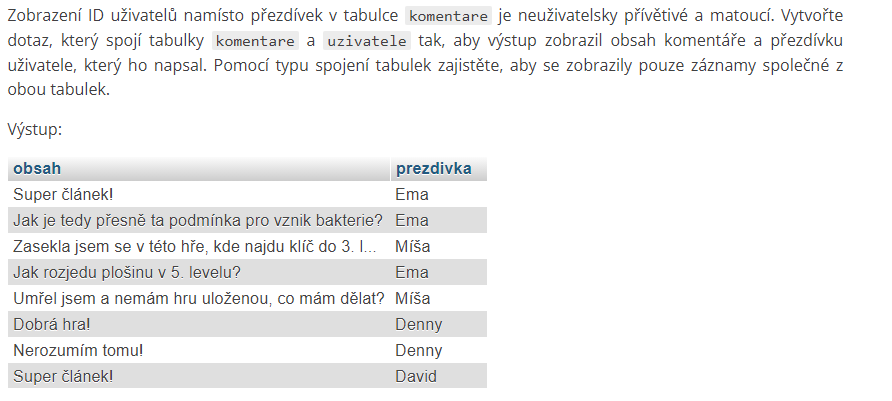 Zobrazení ID uživatelů namísto přezdívek v tabulce komentare je neuživatelsky přívětivé a matoucí. Vytvořte
dotaz, který spojí tabulky komentare a uzivatele tak, aby výstup zobrazil obsah komentáře a přezdívku
uživatele, který ho napsal. Pomocí typu spojení tabulek zajistěte, aby se zobrazily pouze záznamy společné z
obou tabulek.
Výstup:
obsah prezdivka
Super článek! Ema
Jak je tedy přesně ta podmínka pro vznik bakterie? Ema
Zasekla jsem se v této hře, kde najdu klíč do 3. l... Míša
Jak rozjedu plošinu v 5. levelu? Ema
Umřel jsem a nemám hru uloženou, co mám dělat? Míša
Dobrá hra! Denny
Nerozumím tomu! Denny
Super článek! David